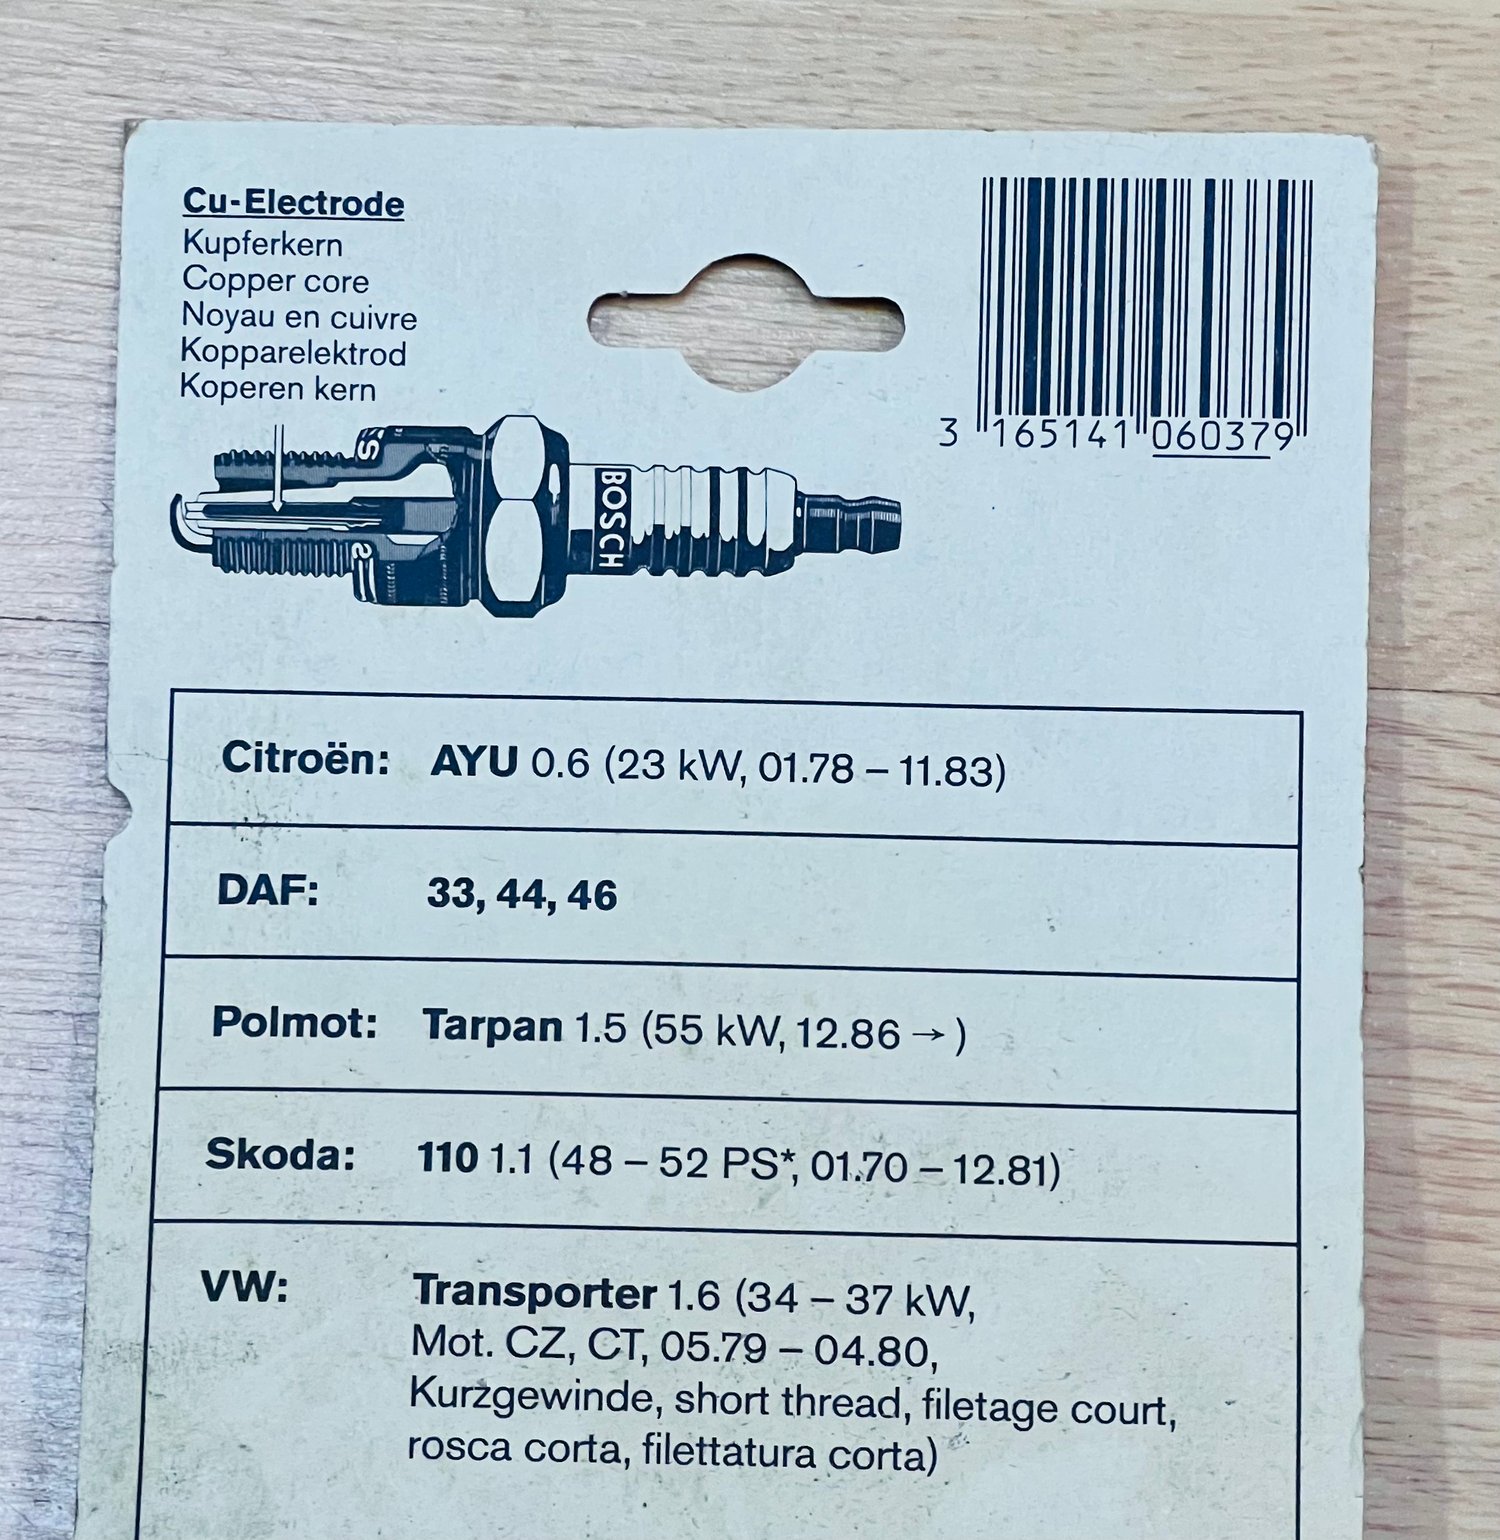 Cu-Electrode
Kupferkern
Copper core
Noyau en cuivre
Kopparelektrod
Koperen kern
BOSCH
3 165141 060379
Citroën: AYU 0.6 (23 kW, 01.78 – 11.83)
DAF: 33, 44, 46
Polmot: Tarpan 1.5 (55 kW, 12.86 → )
Skoda: 110 1.1 (48 – 52 PS*, 01.70 – 12.81)
VW: Transporter 1.6 (34 – 37 kW,
Mot. CZ, CT, 05.79 – 04.80,
Kurzgewinde, short thread, filetage court,
rosca corta, filettatura corta)